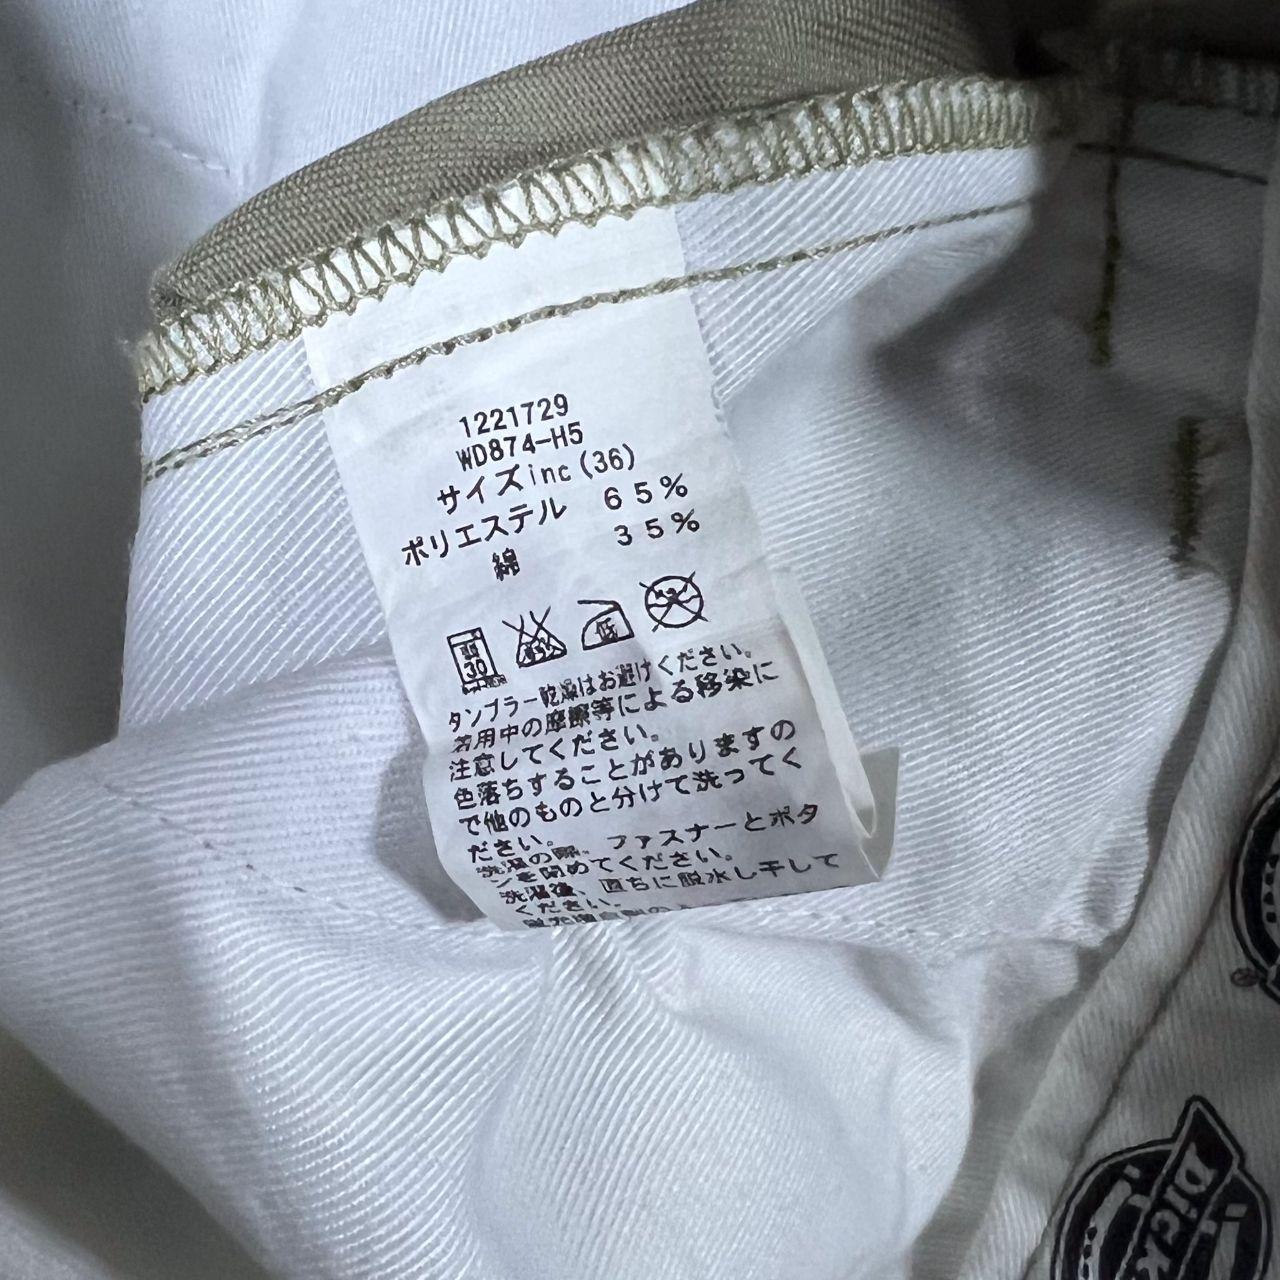 1221729
WD874-H5
サイズinc(36)
ポリエステル 65%
綿 35%
30
低
タンブラー乾燥はお避けください。
着用中の摩擦等による移染に
注意してください。
色落ちすることがありますの
で他のものと分けて洗ってく
ださい。
洗濯の際、ファスナーとボタ
ンを閉めてください。
洗濯後、直ちに脱水し干して
ください。